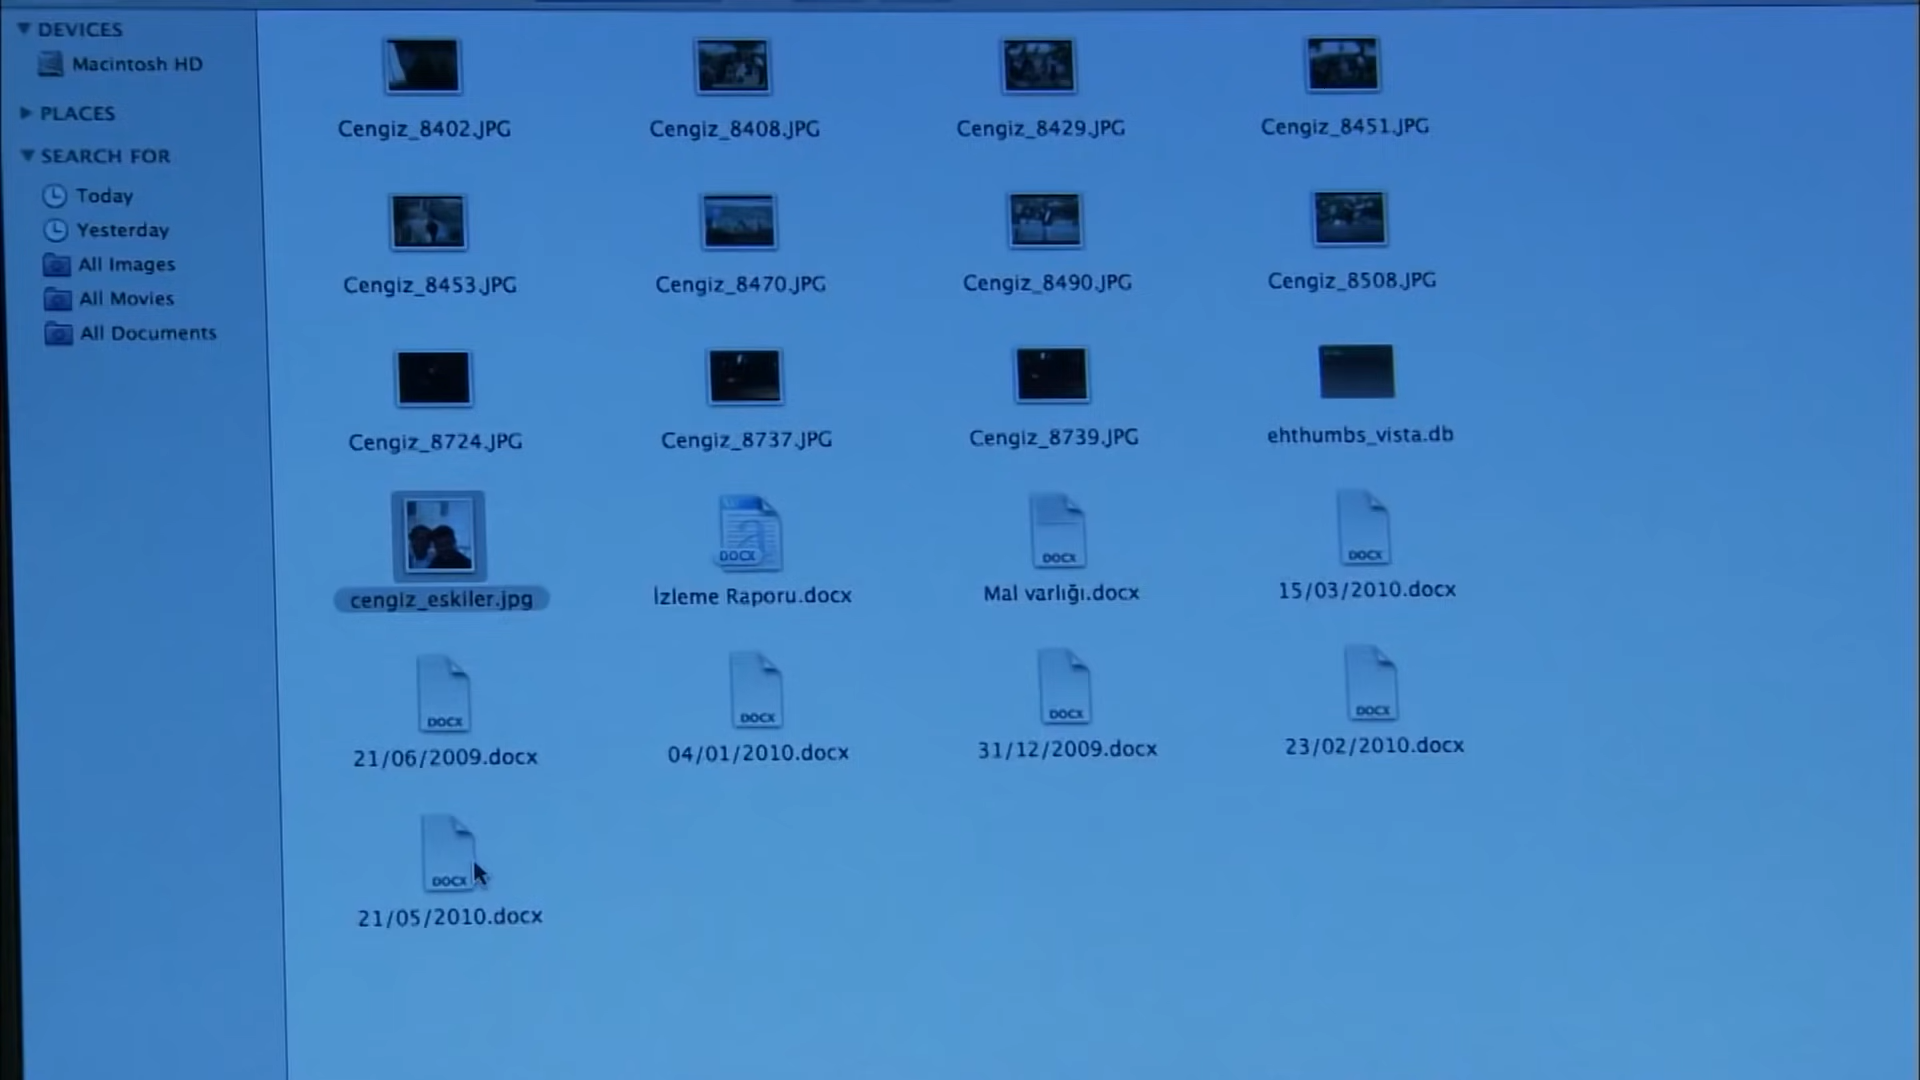 DEVICES
Macintosh HD
PLACES
SEARCH FOR
Today
Yesterday
All Images
All Movies
All Documents
Cengiz_8402.JPG
Cengiz_8408.JPG
Cengiz_8429.JPG
Cengiz_8451.JPG
Cengiz_8453.JPG
Cengiz_8470.JPG
Cengiz_8490.JPG
Cengiz_8508.JPG
Cengiz_8724.JPG
Cengiz_8737.JPG
Cengiz_8739.JPG
ehthumbs_vista.db
cengiz_eskiler.jpg
DOCX
İzleme Raporu.docx
DOCX
Mal varlığı.docx
DOCX
15/03/2010.docx
DOCX
21/06/2009.docx
DOCX
04/01/2010.docx
DOCX
31/12/2009.docx
DOCX
23/02/2010.docx
DOCX
21/05/2010.docx